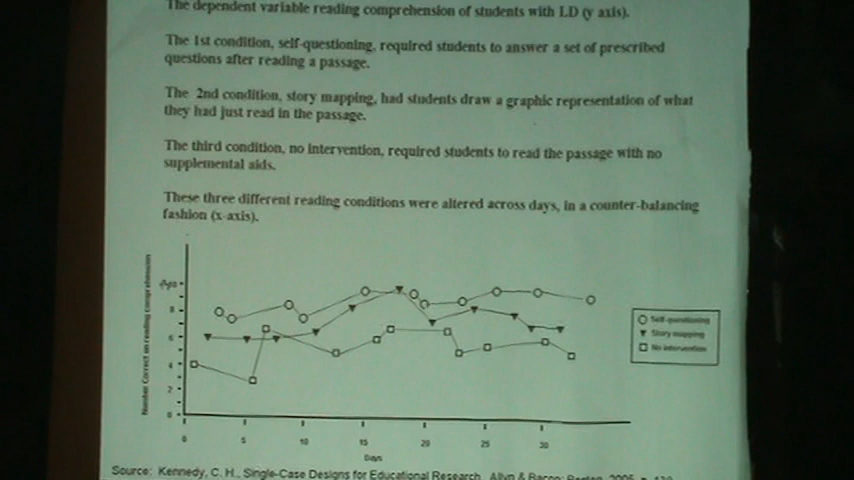 The dependent variable reading comprehension of students with LD (y axis).
The 1st condition, self-questioning, required students to answer a set of prescribed
questions after reading a passage.
The 2nd condition, story mapping, had students draw a graphic representation of what
they had just read in the passage.
The third condition, no intervention, required students to read the passage with no
supplemental aids.
These three different reading conditions were altered across days, in a counter-balancing
fashion (x-axis).
Number Correct on reading comprehension
8
6
4
2
0
Self-questioning
Story mapping
No intervention
0 5 10 15 20 25 30
Days
Source: Kennedy, C. H., Single-Case Designs for Educational Research, Allyn & Bacon: Boston, 2005,